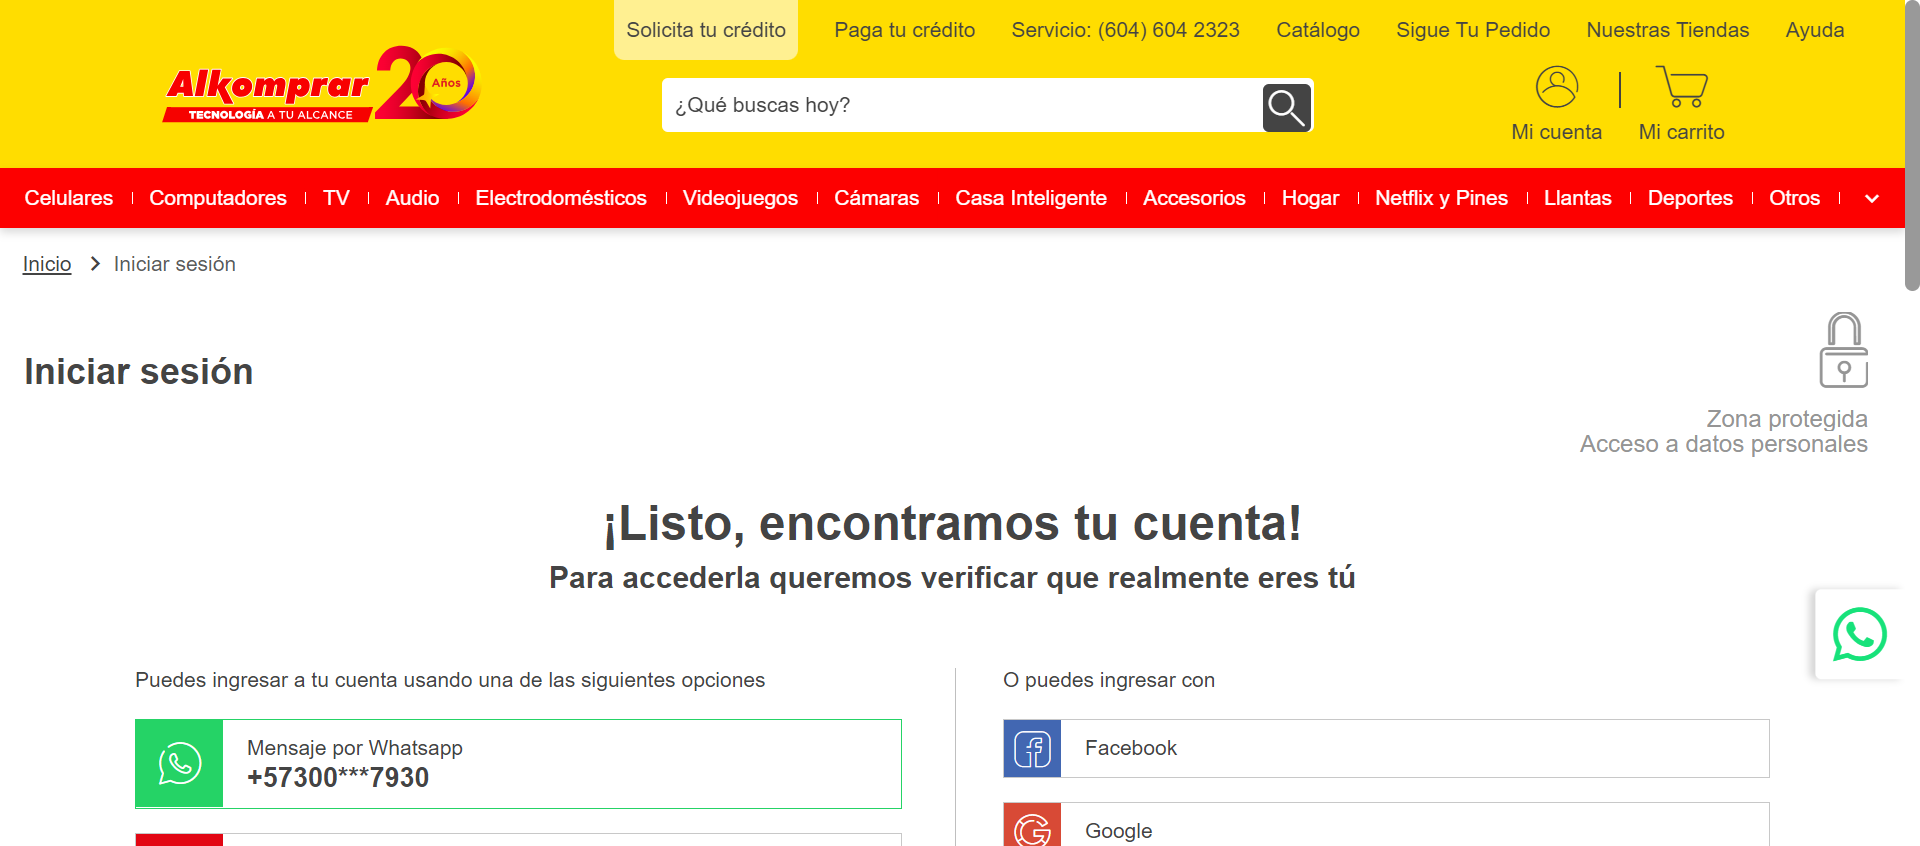 Solicita tu crédito
Paga tu crédito
Servicio: (604) 604 2323
Catálogo
Sigue Tu Pedido
Nuestras Tiendas
Ayuda
Alkomprar
20 Años
TECNOLOGÍA A TU ALCANCE
¿Qué buscas hoy?
Mi cuenta
Mi carrito
Celulares
Computadores
TV
Audio
Electrodomésticos
Videojuegos
Cámaras
Casa Inteligente
Accesorios
Hogar
Netflix y Pines
Llantas
Deportes
Otros
Inicio
Iniciar sesión
Iniciar sesión
Zona protegida
Acceso a datos personales
¡Listo, encontramos tu cuenta!
Para accederla queremos verificar que realmente eres tú
Puedes ingresar a tu cuenta usando una de las siguientes opciones
Mensaje por Whatsapp
+57300***7930
O puedes ingresar con
Facebook
Google